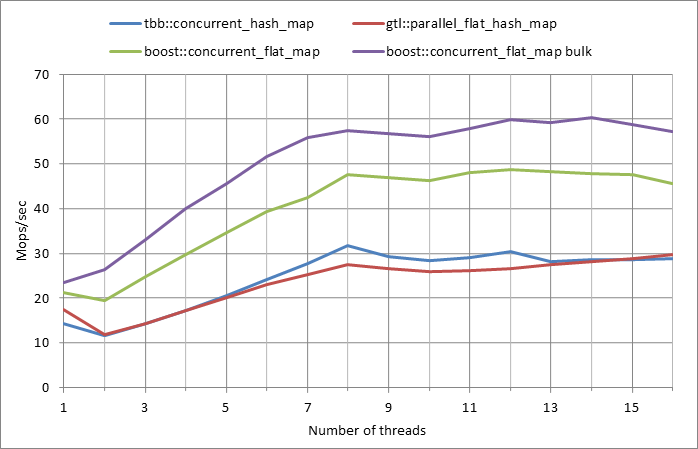 tbb::concurrent_hash_map gtl::parallel_flat_hash_map
boost::concurrent_flat_map boost::concurrent_flat_map bulk
70
60
50
40
30
20
10
0
Mops/sec
1 3 5 7 9 11 13 15
Number of threads